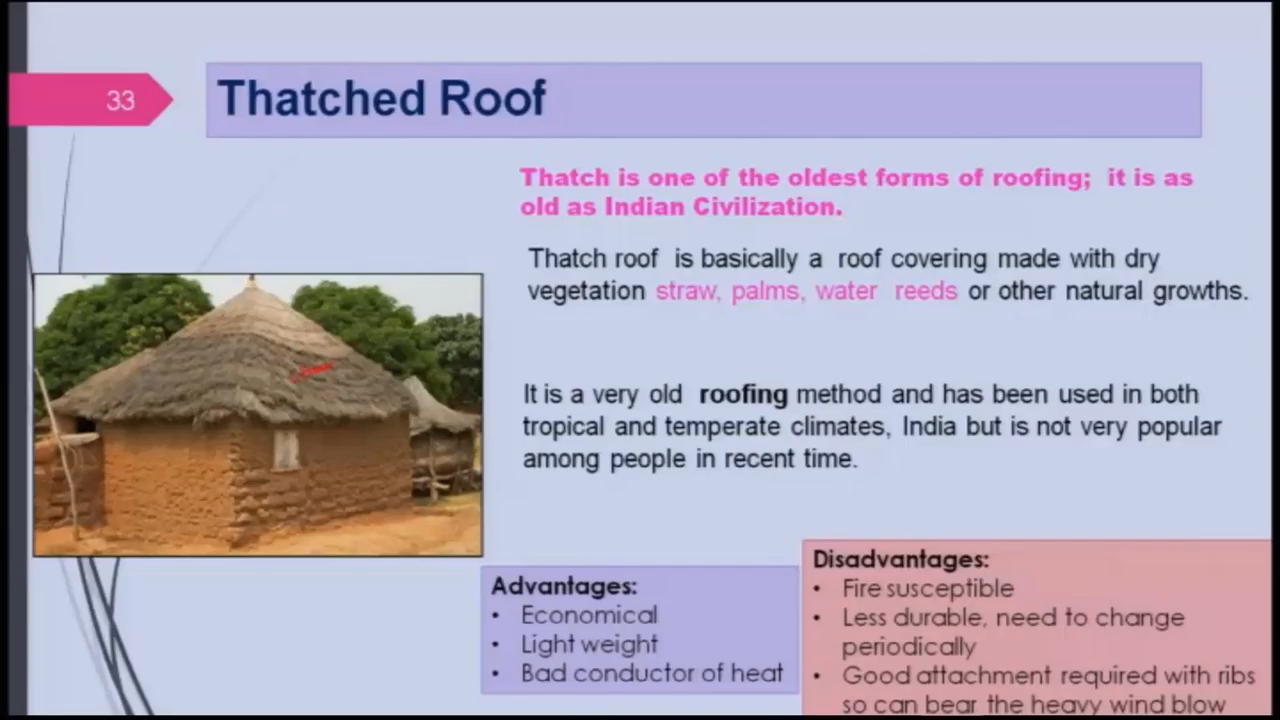 33
Thatched Roof
Thatch is one of the oldest forms of roofing; it is as
old as Indian Civilization.
Thatch roof is basically a roof covering made with dry
vegetation straw, palms, water reeds or other natural growths.
It is a very old roofing method and has been used in both
tropical and temperate climates, India but is not very popular
among people in recent time.
Advantages:
• Economical
• Light weight
• Bad conductor of heat
Disadvantages:
• Fire susceptible
• Less durable, need to change
periodically
• Good attachment required with ribs
so can bear the heavy wind blow